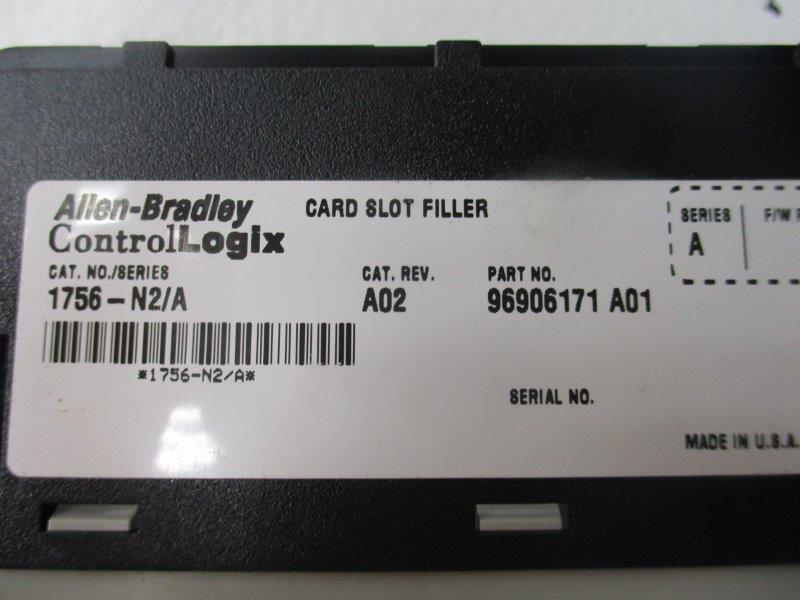 Allen-Bradley CARD SLOT FILLER
ControlLogix
SERIES F/W
A
CAT. NO./SERIES CAT. REV. PART NO.
1756-N2/A A02 96906171 A01
*1756-N2/A*
SERIAL NO.
MADE IN U.S.A.